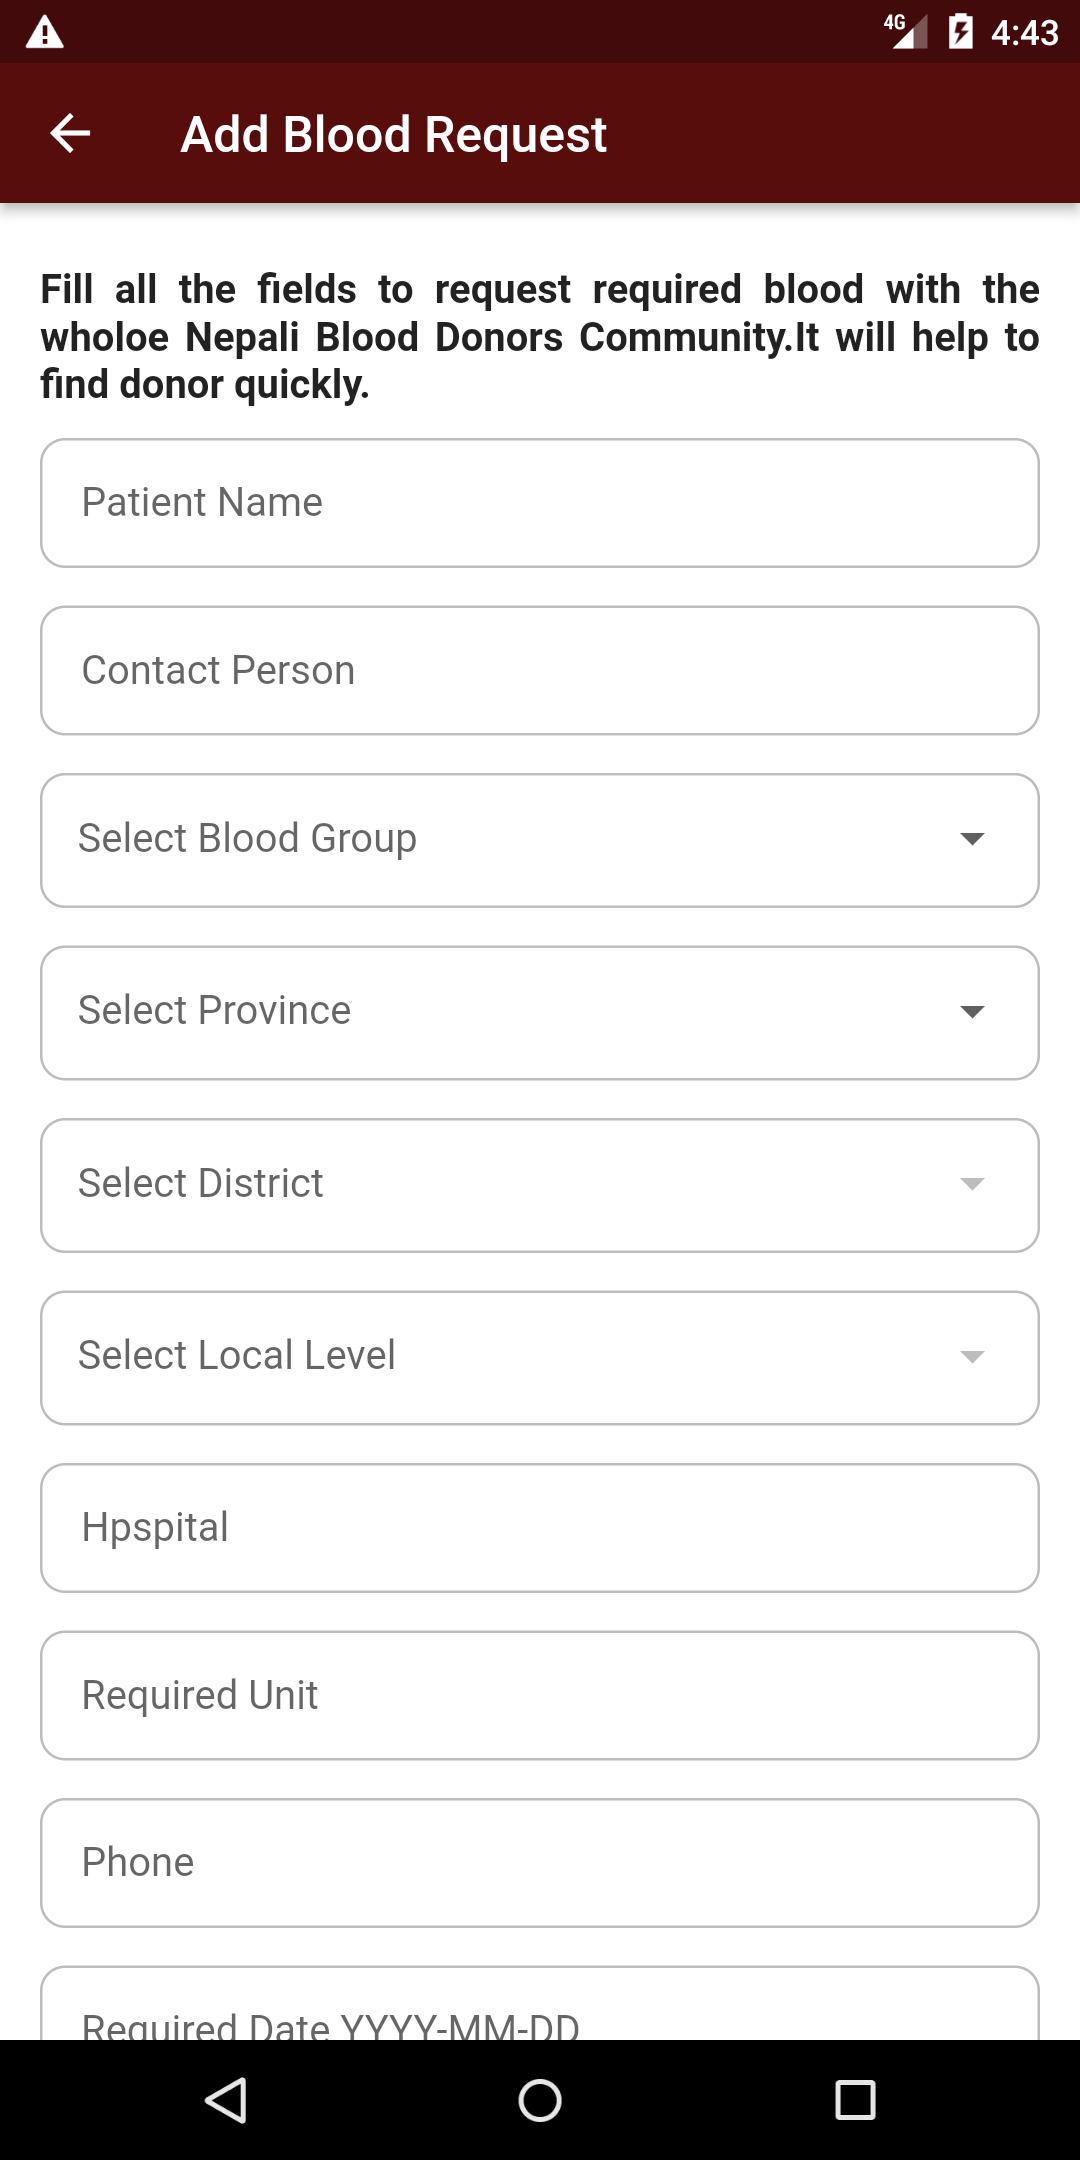 4G 4:43
Add Blood Request
Fill all the fields to request required blood with the
wholoe Nepali Blood Donors Community.It will help to
find donor quickly.
Patient Name
Contact Person
Select Blood Group
Select Province
Select District
Select Local Level
Hpspital
Required Unit
Phone
Required Date YYYY-MM-DD